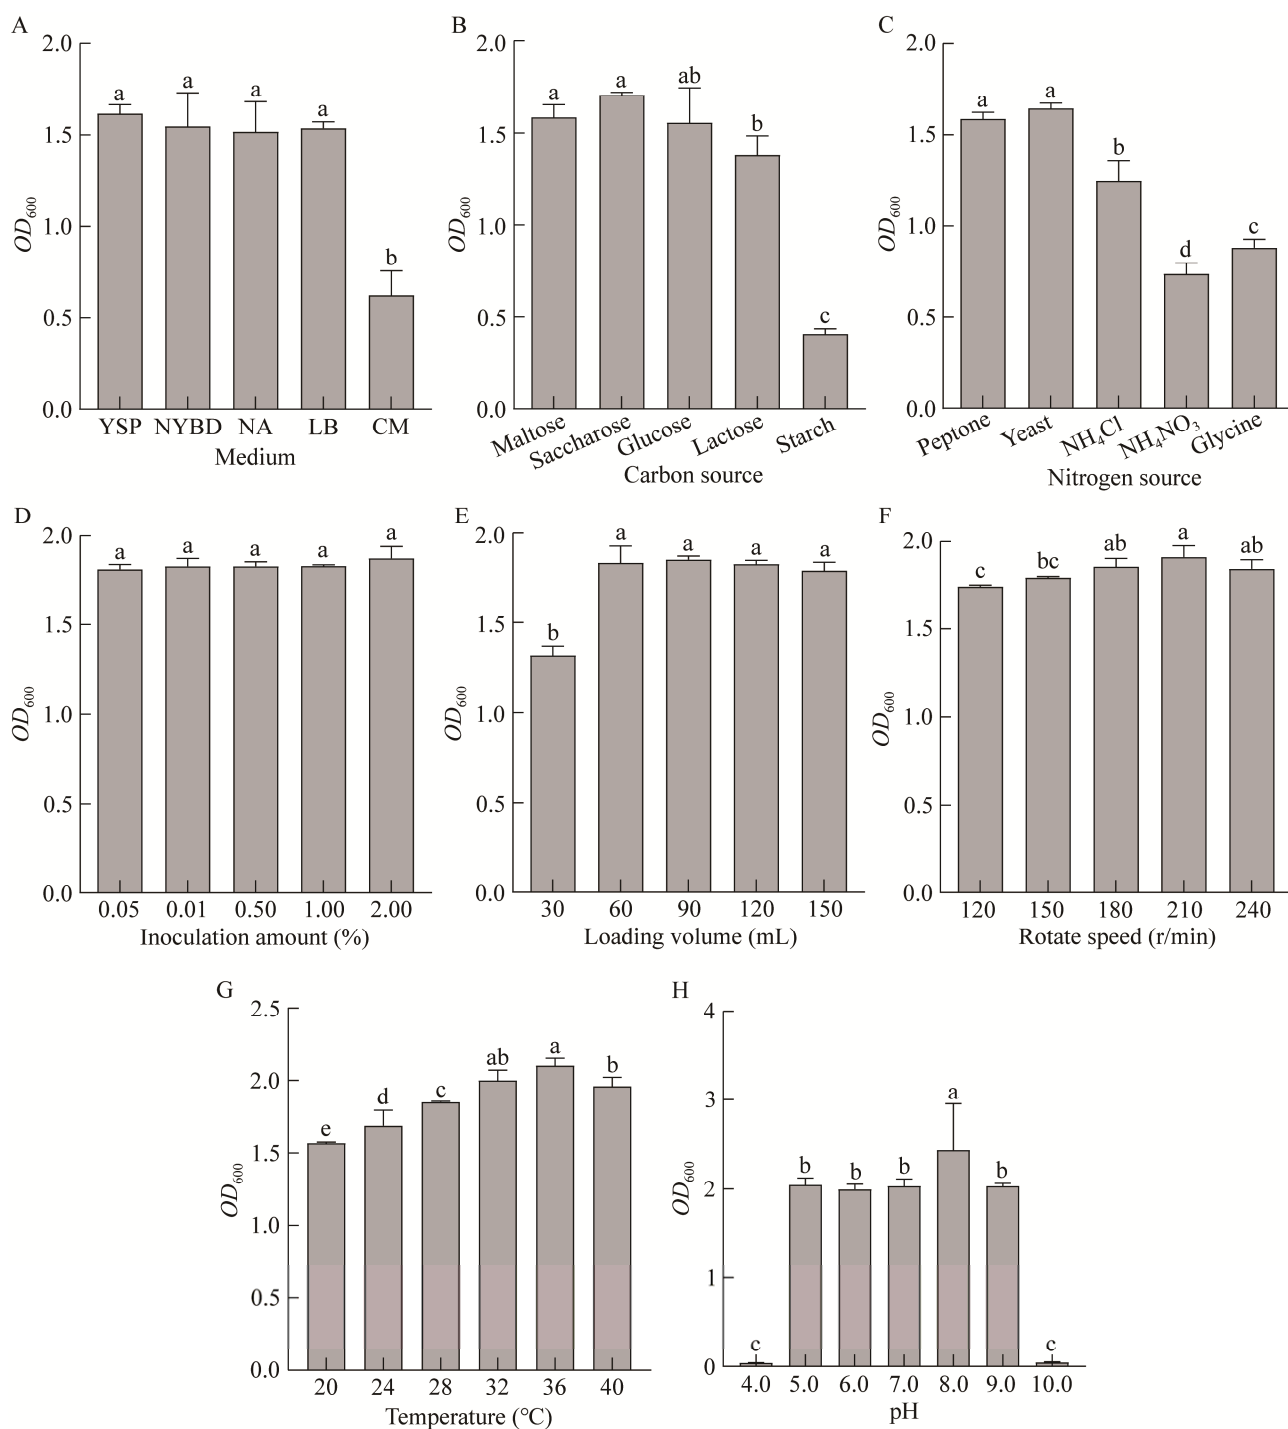 A
2.0
1.5
1.0
0.5
0.0
OD600
a
a
a
a
b
YSP NYBD NA LB CM
Medium
B
2.0
1.5
1.0
0.5
0.0
OD600
a
a
ab
b
c
Maltose Saccharose Glucose Lactose Starch
Carbon source
C
2.0
1.5
1.0
0.5
0.0
OD600
a
a
b
d
c
Peptone Yeast NH4Cl NH4NO3 Glycine
Nitrogen source
D
2.0
1.5
1.0
0.5
0.0
OD600
a
a
a
a
a
0.05 0.01 0.50 1.00 2.00
Inoculation amount (%)
E
2.0
1.5
1.0
0.5
0.0
OD600
b
a
a
a
a
30 60 90 120 150
Loading volume (mL)
F
2.0
1.5
1.0
0.5
0.0
OD600
c
bc
ab
a
ab
120 150 180 210 240
Rotate speed (r/min)
G
2.5
2.0
1.5
1.0
0.5
0.0
OD600
e
d
c
ab
a
b
20 24 28 32 36 40
Temperature (°C)
H
4
3
2
1
0
OD600
c
b
b
b
a
b
c
4.0 5.0 6.0 7.0 8.0 9.0 10.0
pH